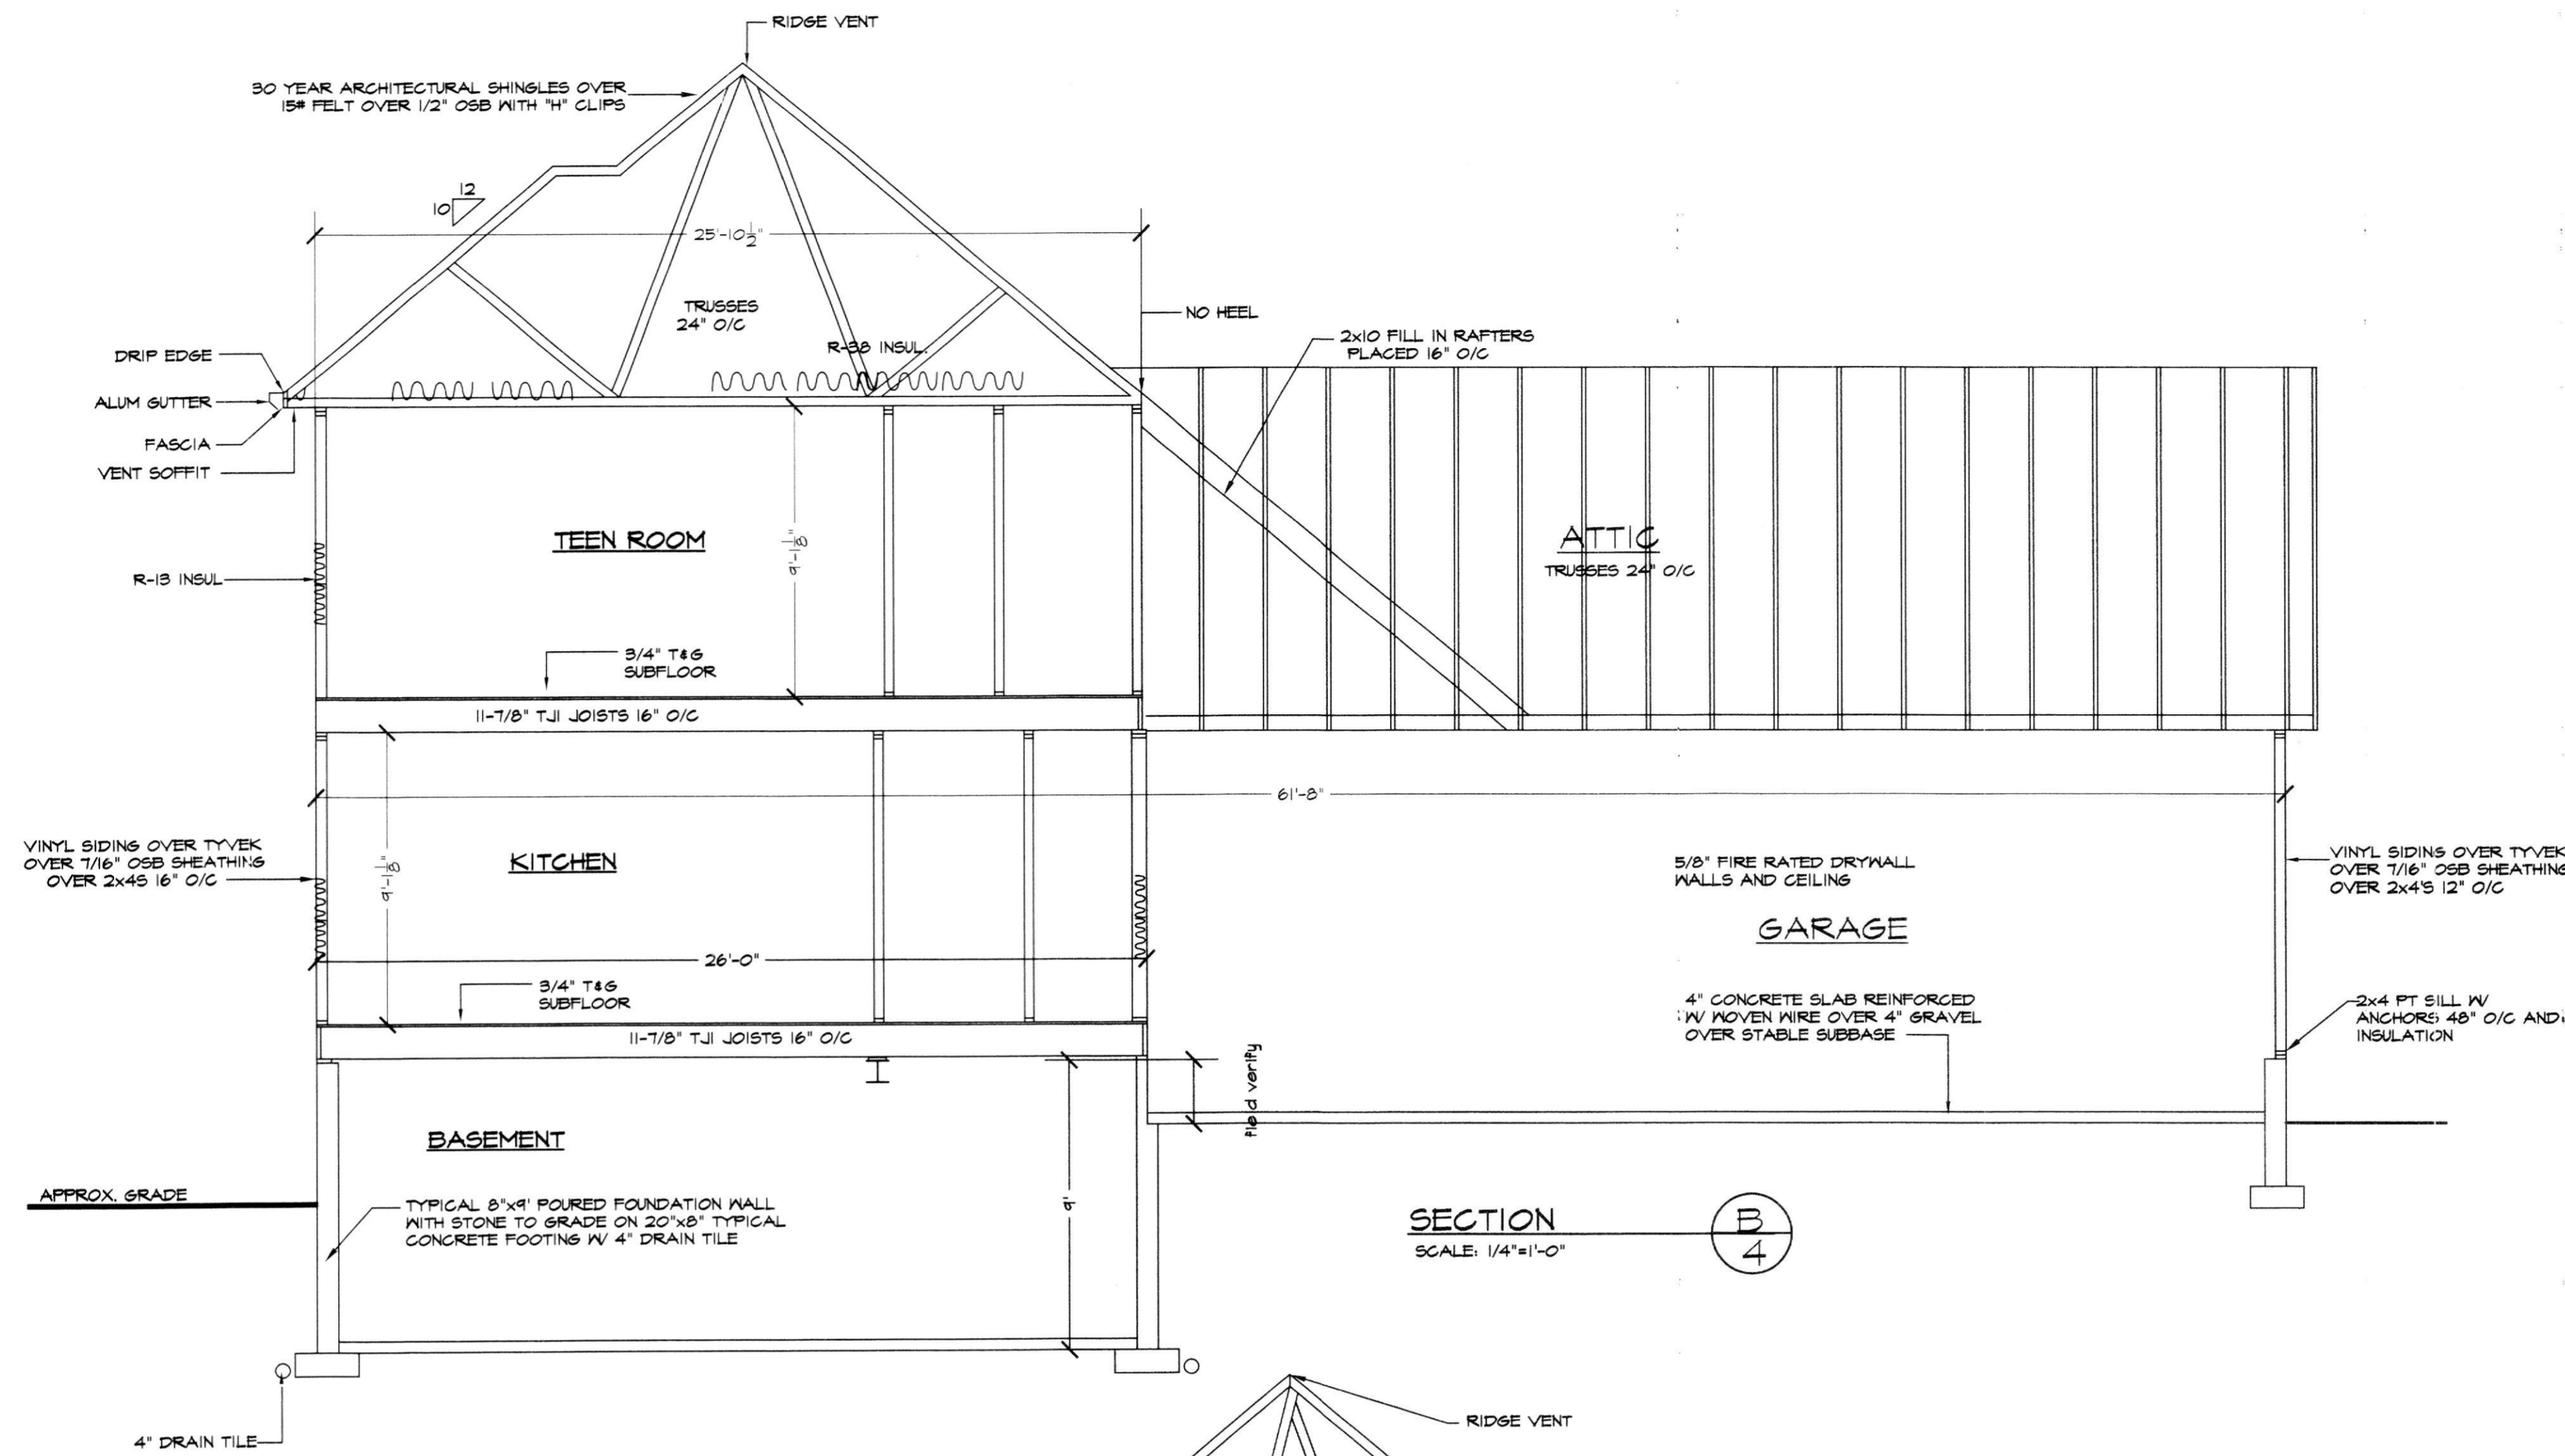 RIDGE VENT
30 YEAR ARCHITECTURAL SHINGLES OVER
15# FELT OVER 1/2" OSB WITH "H" CLIPS
12
10
25'-10 1/2"
TRUSSES
24" O/C
R-38 INSUL.
NO HEEL
2x10 FILL IN RAFTERS
PLACED 16" O/C
DRIP EDGE
ALUM GUTTER
FASCIA
VENT SOFFIT
TEEN ROOM
9'-1 1/8"
R-13 INSUL
ATTIC
TRUSSES 24" O/C
3/4" T&G
SUBFLOOR
11-7/8" TJI JOISTS 16" O/C
61'-8"
VINYL SIDING OVER TYVEK
OVER 7/16" OSB SHEATHING
OVER 2x4S 16" O/C
KITCHEN
9'-1 1/8"
5/8" FIRE RATED DRYWALL
WALLS AND CEILING
GARAGE
VINYL SIDING OVER TYVEK
OVER 7/16" OSB SHEATHING
OVER 2x4'S 12" O/C
26'-0"
3/4" T&G
SUBFLOOR
4" CONCRETE SLAB REINFORCED
W/ WOVEN WIRE OVER 4" GRAVEL
OVER STABLE SUBBASE
2x4 PT SILL W/
ANCHORS 48" O/C AND
INSULATION
11-7/8" TJI JOISTS 16" O/C
field verify
BASEMENT
APPROX. GRADE
TYPICAL 8"x9' POURED FOUNDATION WALL
WITH STONE TO GRADE ON 20"x8" TYPICAL
CONCRETE FOOTING W/ 4" DRAIN TILE
9'
SECTION
SCALE: 1/4"=1'-0"
B
4
4" DRAIN TILE
RIDGE VENT